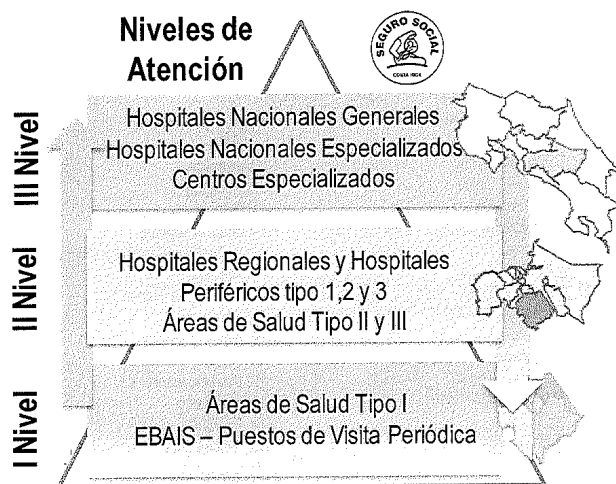 Niveles de
Atención
SEGURO SOCIAL
COSTA RICA
III Nivel
Hospitales Nacionales Generales
Hospitales Nacionales Especializados
Centros Especializados
II Nivel
Hospitales Regionales y Hospitales
Periféricos tipo 1,2 y 3
Áreas de Salud Tipo II y III
I Nivel
Áreas de Salud Tipo I
EBAIS – Puestos de Visita Periódica